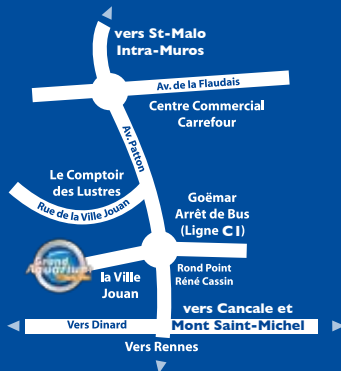 vers St-Malo
Intra-Muros
Av. de la Flaudais
Centre Commercial
Carrefour
Av. Patton
Le Comptoir
des Lustres
Rue de la Ville Jouan
Goëmar
Arrêt de Bus
(Ligne C1)
Grand
Aquarium
la Ville
Jouan
Rond Point
Réné Cassin
vers Cancale et
Vers Dinard
Mont Saint-Michel
Vers Rennes